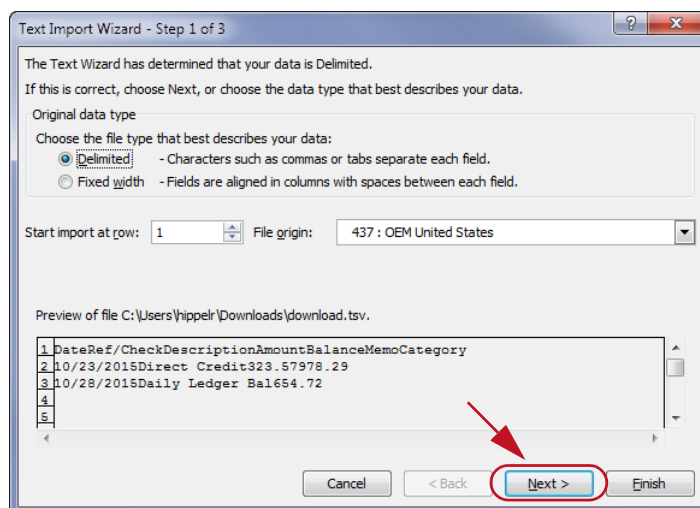 Text Import Wizard - Step 1 of 3
The Text Wizard has determined that your data is Delimited.
If this is correct, choose Next, or choose the data type that best describes your data.
Original data type
Choose the file type that best describes your data:
Delimited - Characters such as commas or tabs separate each field.
Fixed width - Fields are aligned in columns with spaces between each field.
Start import at row: 1 File origin: 437 : OEM United States
Preview of file C:\Users\hippelr\Downloads\download.tsv.
1 DateRef/CheckDescriptionAmountBalanceMemoCategory
2 10/23/2015Direct Credit323.57978.29
3 10/28/2015Daily Ledger Bal654.72
4
5
Cancel < Back Next > Finish